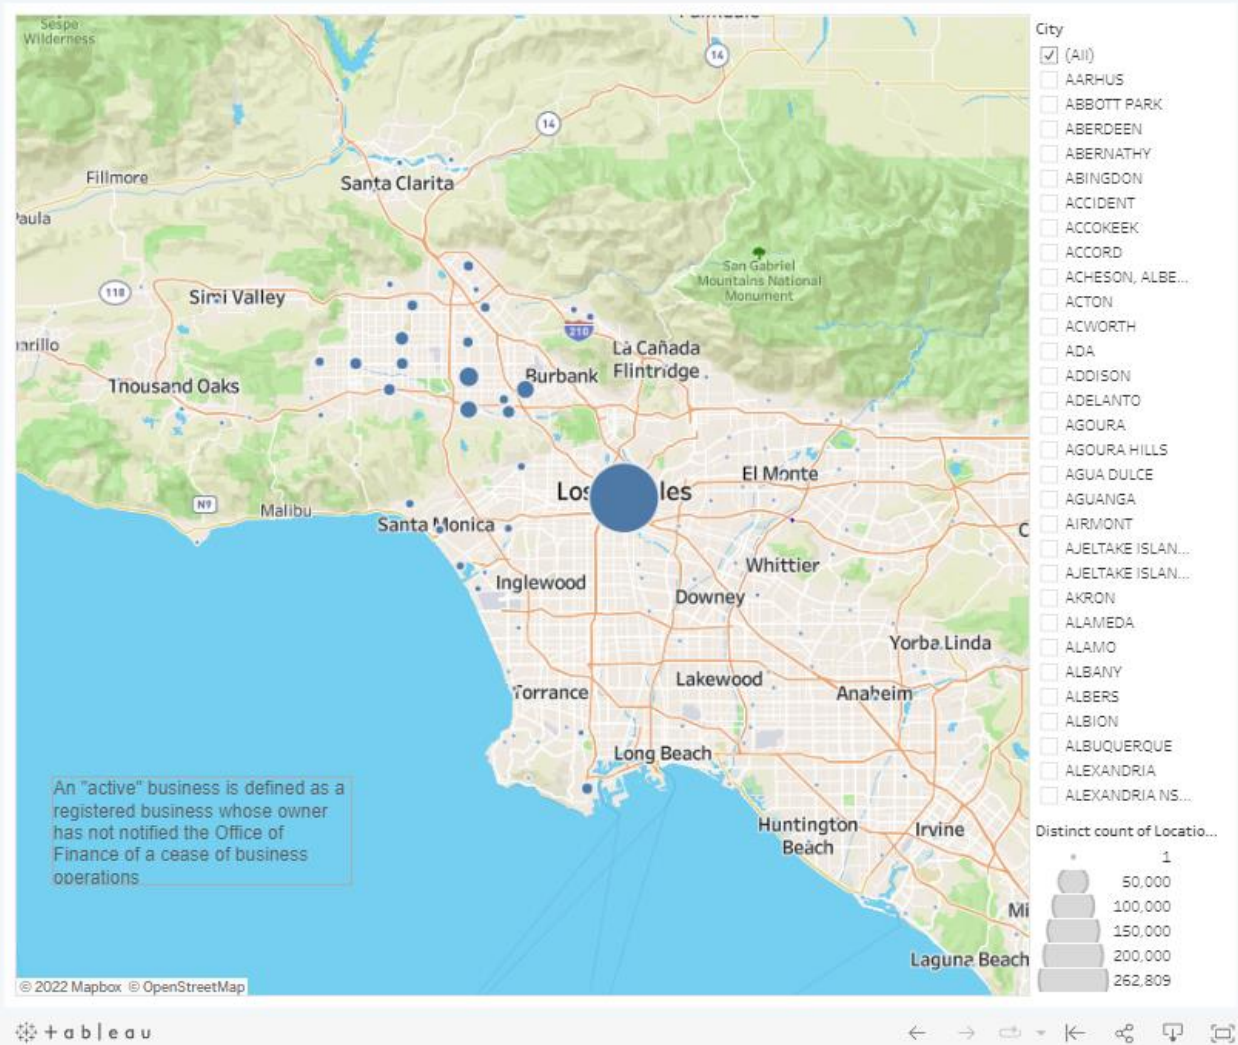 Sespe
Wilderness
14
14
Fillmore
Santa Clarita
Paula
San Gabriel
Mountains National
Monument
118
Simi Valley
210
La Cañada
Flintridge
Thousand Oaks
Burbank
El Monte
N9
Malibu
Santa Monica
Whittier
Inglewood
Downey
Yorba Linda
Lakewood
Torrance
Anaheim
Long Beach
Huntington
Beach
Irvine
Laguna Beach
An "active" business is defined as a
registered business whose owner
has not notified the Office of
Finance of a cease of business
operations
© 2022 Mapbox © OpenStreetMap
City
(All)
AARHUS
ABBOTT PARK
ABERDEEN
ABERNATHY
ABINGDON
ACCIDENT
ACCOKEEK
ACCORD
ACHESON, ALBE...
ACTON
ACWORTH
ADA
ADDISON
ADELANTO
AGOURA
AGOURA HILLS
AGUA DULCE
AGUANGA
AIRMONT
AJELTAKE ISLAN...
AJELTAKE ISLAN...
AKRON
ALAMEDA
ALAMO
ALBANY
ALBERS
ALBION
ALBUQUERQUE
ALEXANDRIA
ALEXANDRIA NS...
Distinct count of Locatio...
1
50,000
100,000
150,000
200,000
262,809
tableau